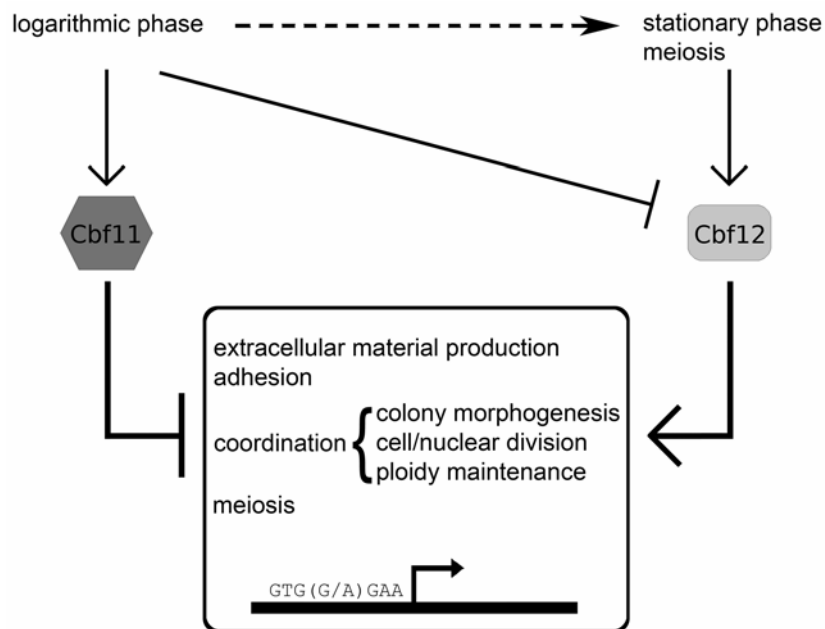 logarithmic phase
stationary phase
meiosis
Cbf11
Cbf12
extracellular material production
adhesion
coordination { colony morphogenesis
cell/nuclear division
ploidy maintenance
meiosis
GTG(G/A)GAA